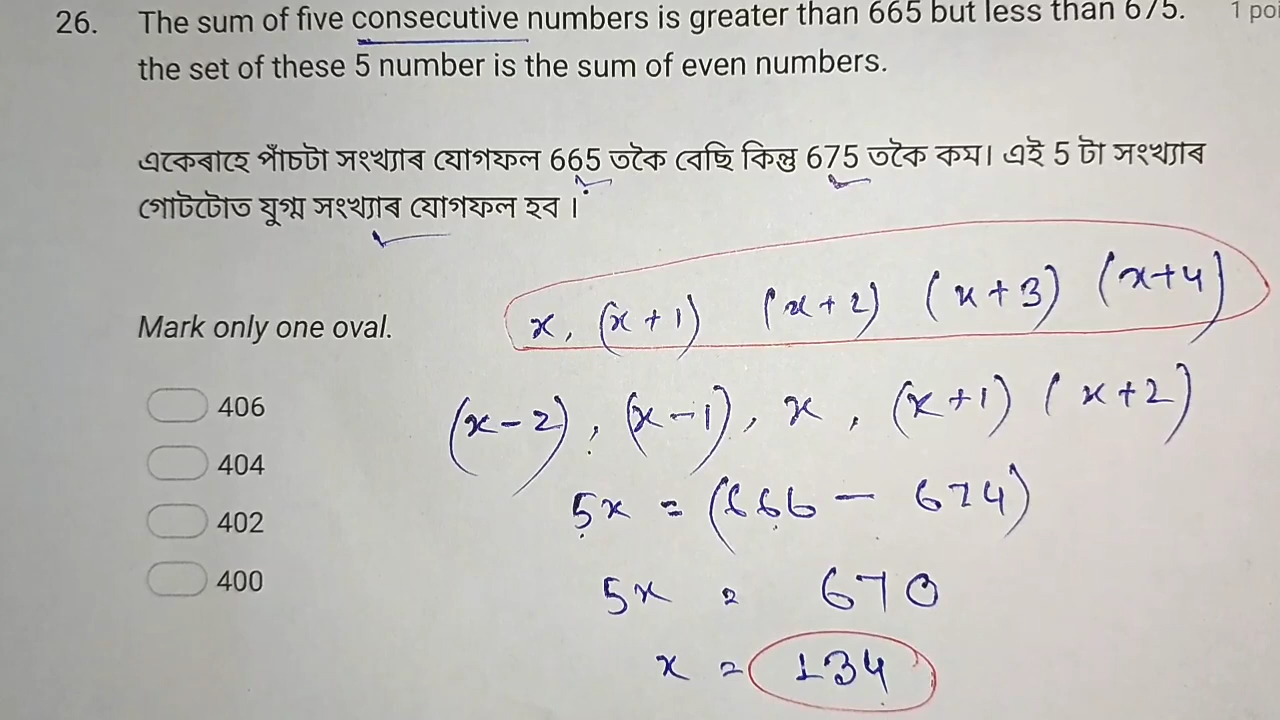 26. The sum of five consecutive numbers is greater than 665 but less than 675. 1 poi
the set of these 5 number is the sum of even numbers.
একেৰাহে পাঁচটা সংখ্যাৰ যোগফল 665 তকৈ বেছি কিন্তু 675 তকৈ কম। এই 5 টা সংখ্যাৰ
গোটটোত যুগ্ম সংখ্যাৰ যোগফল হব ।
x, (x+1) (x+2) (x+3) (x+4)
Mark only one oval.
(x-2), (x-1), x, (x+1) (x+2)
406
404
5x = (666 - 674)
402
400
5x = 670
x = 134